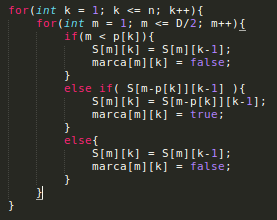 for(int k = 1; k <= n; k++){
    for(int m = 1; m <= D/2; m++){
        if(m < p[k]){
            S[m][k] = S[m][k-1];
            marca[m][k] = false;
        }
        else if( S[m-p[k]][k-1] ){
            S[m][k] = S[m-p[k]][k-1];
            marca[m][k] = true;
        }
        else{
            S[m][k] = S[m][k-1];
            marca[m][k] = false;
        }
    }
}